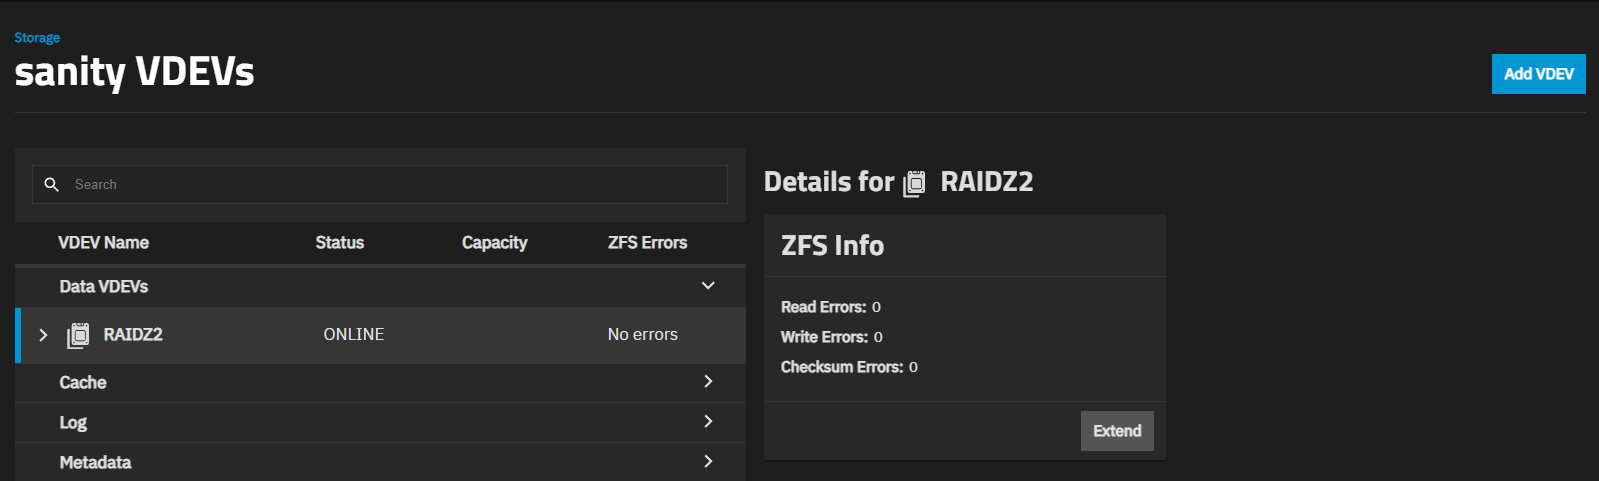 Storage
sanity VDEVs
Add VDEV
Search
VDEV Name Status Capacity ZFS Errors
Data VDEVs
RAIDZ2 ONLINE No errors
Cache
Log
Metadata
Details for RAIDZ2
ZFS Info
Read Errors: 0
Write Errors: 0
Checksum Errors: 0
Extend